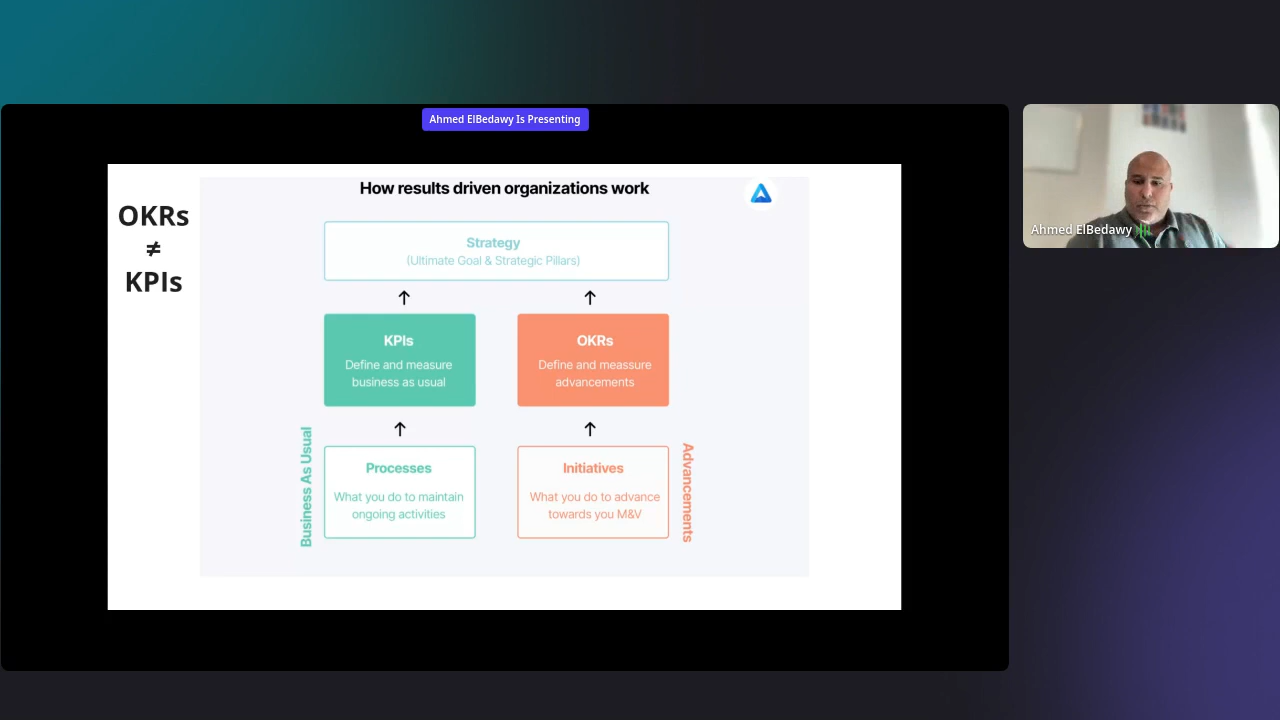 Ahmed ElBedawy Is Presenting
OKRs
≠
KPIs
How results driven organizations work
Strategy
(Ultimate Goal & Strategic Pillars)
KPIs
Define and measure
business as usual
OKRs
Define and meassure
advancements
Business As Usual
Processes
What you do to maintain
ongoing activities
Initiatives
What you do to advance
towards you M&V
Advancements
Ahmed ElBedawy